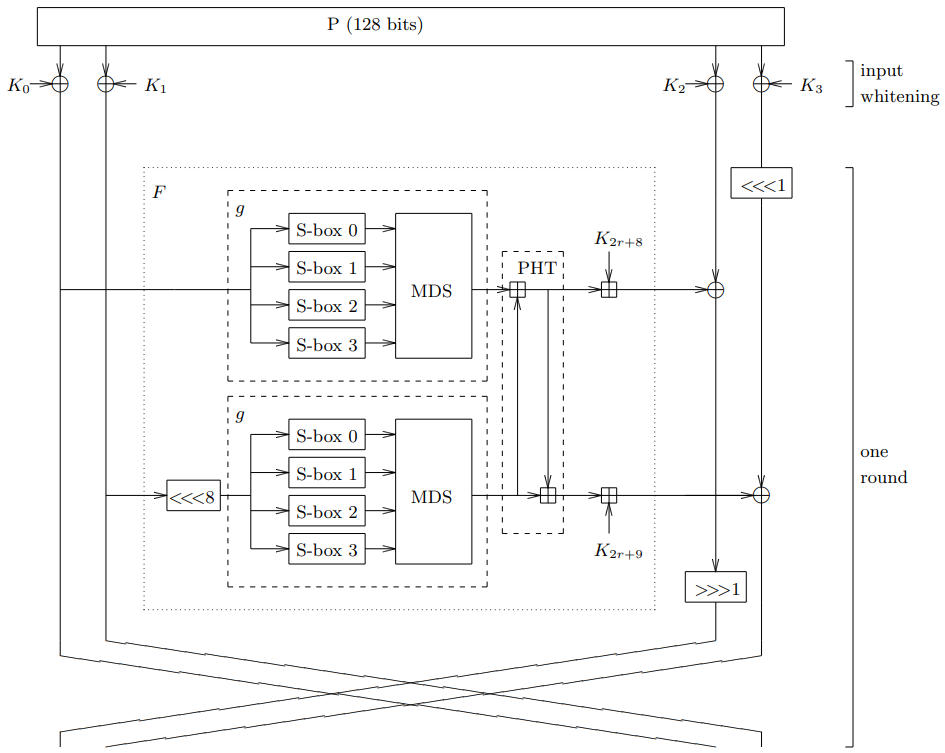 P (128 bits)
K₀
K₁
K₂
K₃
input
whitening
<<<1
F
g
S-box 0
S-box 1
S-box 2
S-box 3
MDS
PHT
K₂ᵣ₊₈
g
<<<8
S-box 0
S-box 1
S-box 2
S-box 3
MDS
K₂ᵣ₊₉
one
round
>>>1